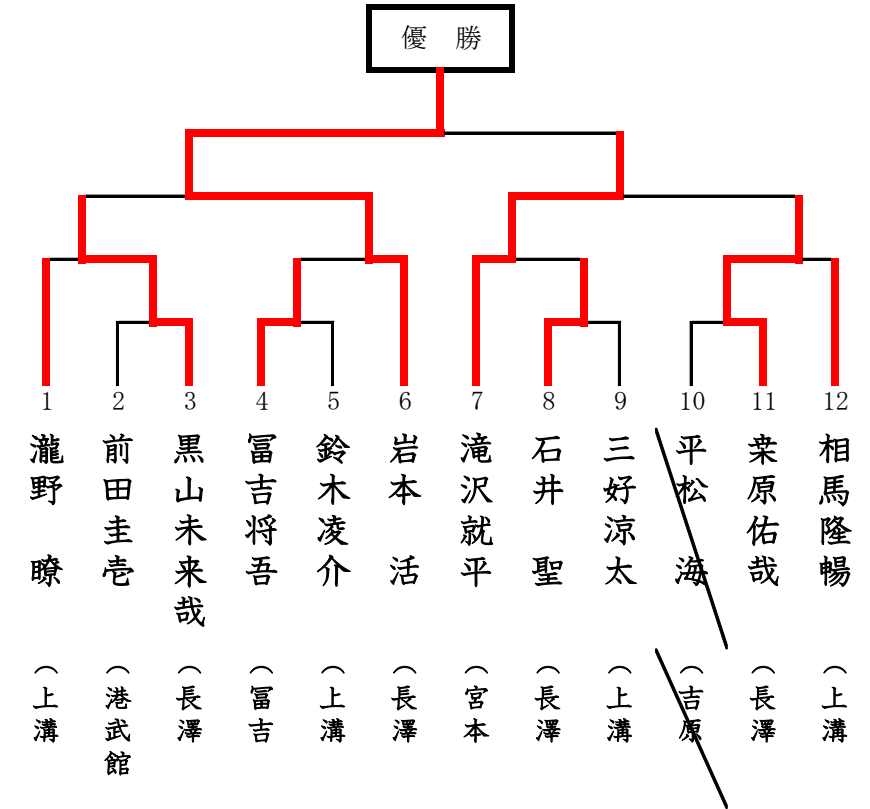 優 勝
1 2 3 4 5 6 7 8 9 10 11 12
瀧野 瞭
前田圭壱
黒山未来哉
冨吉将吾
鈴木凌介
岩本 活
滝沢就平
石井 聖
三好涼太
平松 海
桒原佑哉
相馬隆暢
（上溝
（港武館
（長澤
（冨吉
（上溝
（長澤
（宮本
（長澤
（上溝
（吉原
（長澤
（上溝